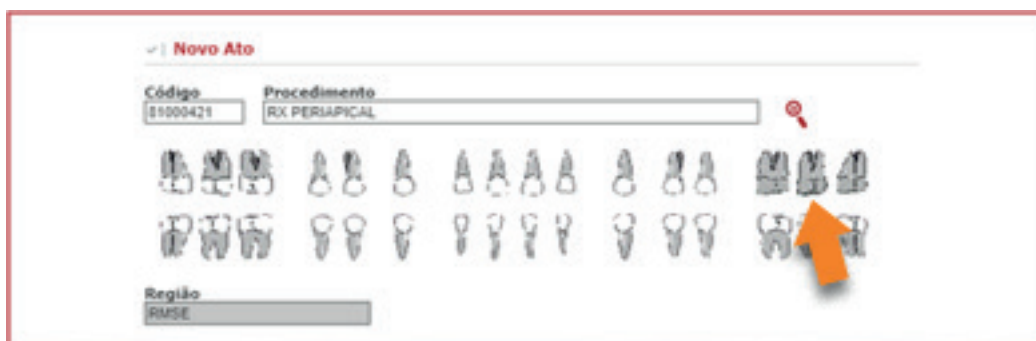 Novo Ato
Código Procedimento
81000421 RX PERIAPICAL
Região
RMSE